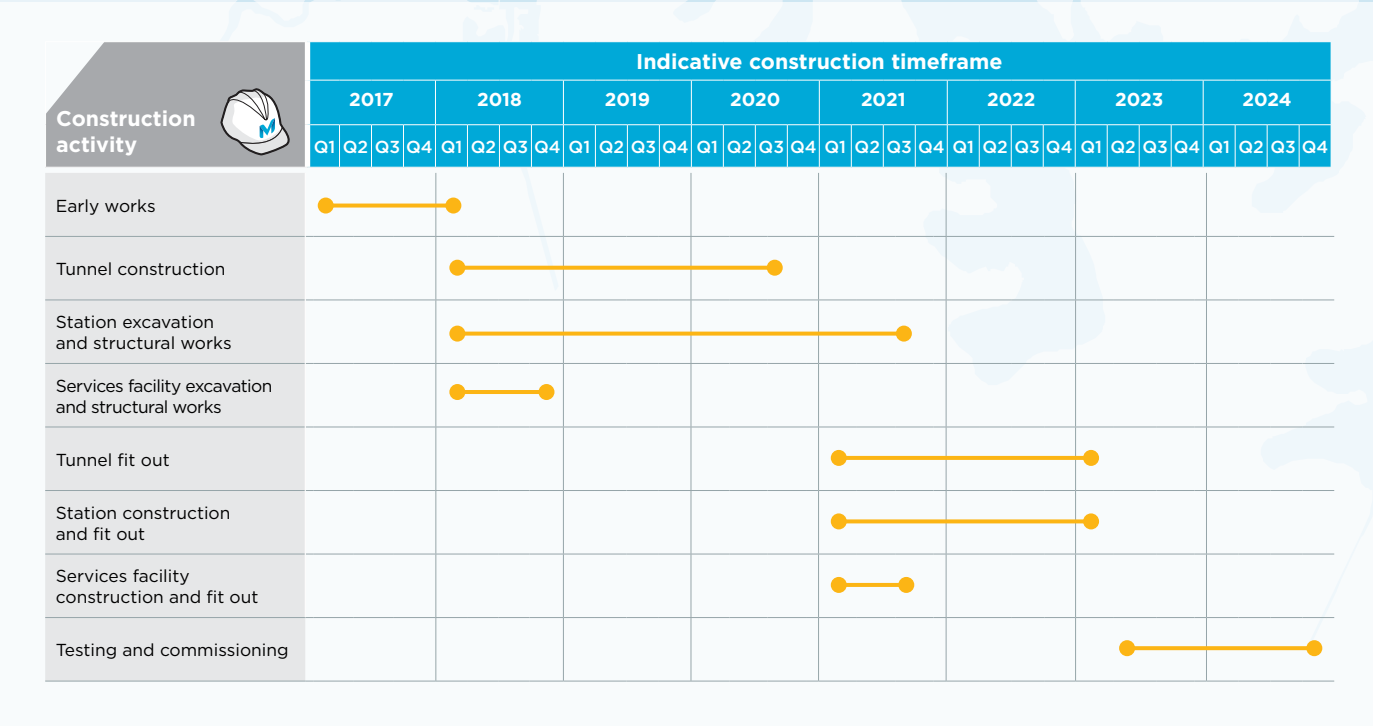 Indicative construction timeframe
Construction
activity
M
2017 2018 2019 2020 2021 2022 2023 2024
Q1 Q2 Q3 Q4 Q1 Q2 Q3 Q4 Q1 Q2 Q3 Q4 Q1 Q2 Q3 Q4 Q1 Q2 Q3 Q4 Q1 Q2 Q3 Q4 Q1 Q2 Q3 Q4 Q1 Q2 Q3 Q4
Early works
Tunnel construction
Station excavation
and structural works
Services facility excavation
and structural works
Tunnel fit out
Station construction
and fit out
Services facility
construction and fit out
Testing and commissioning